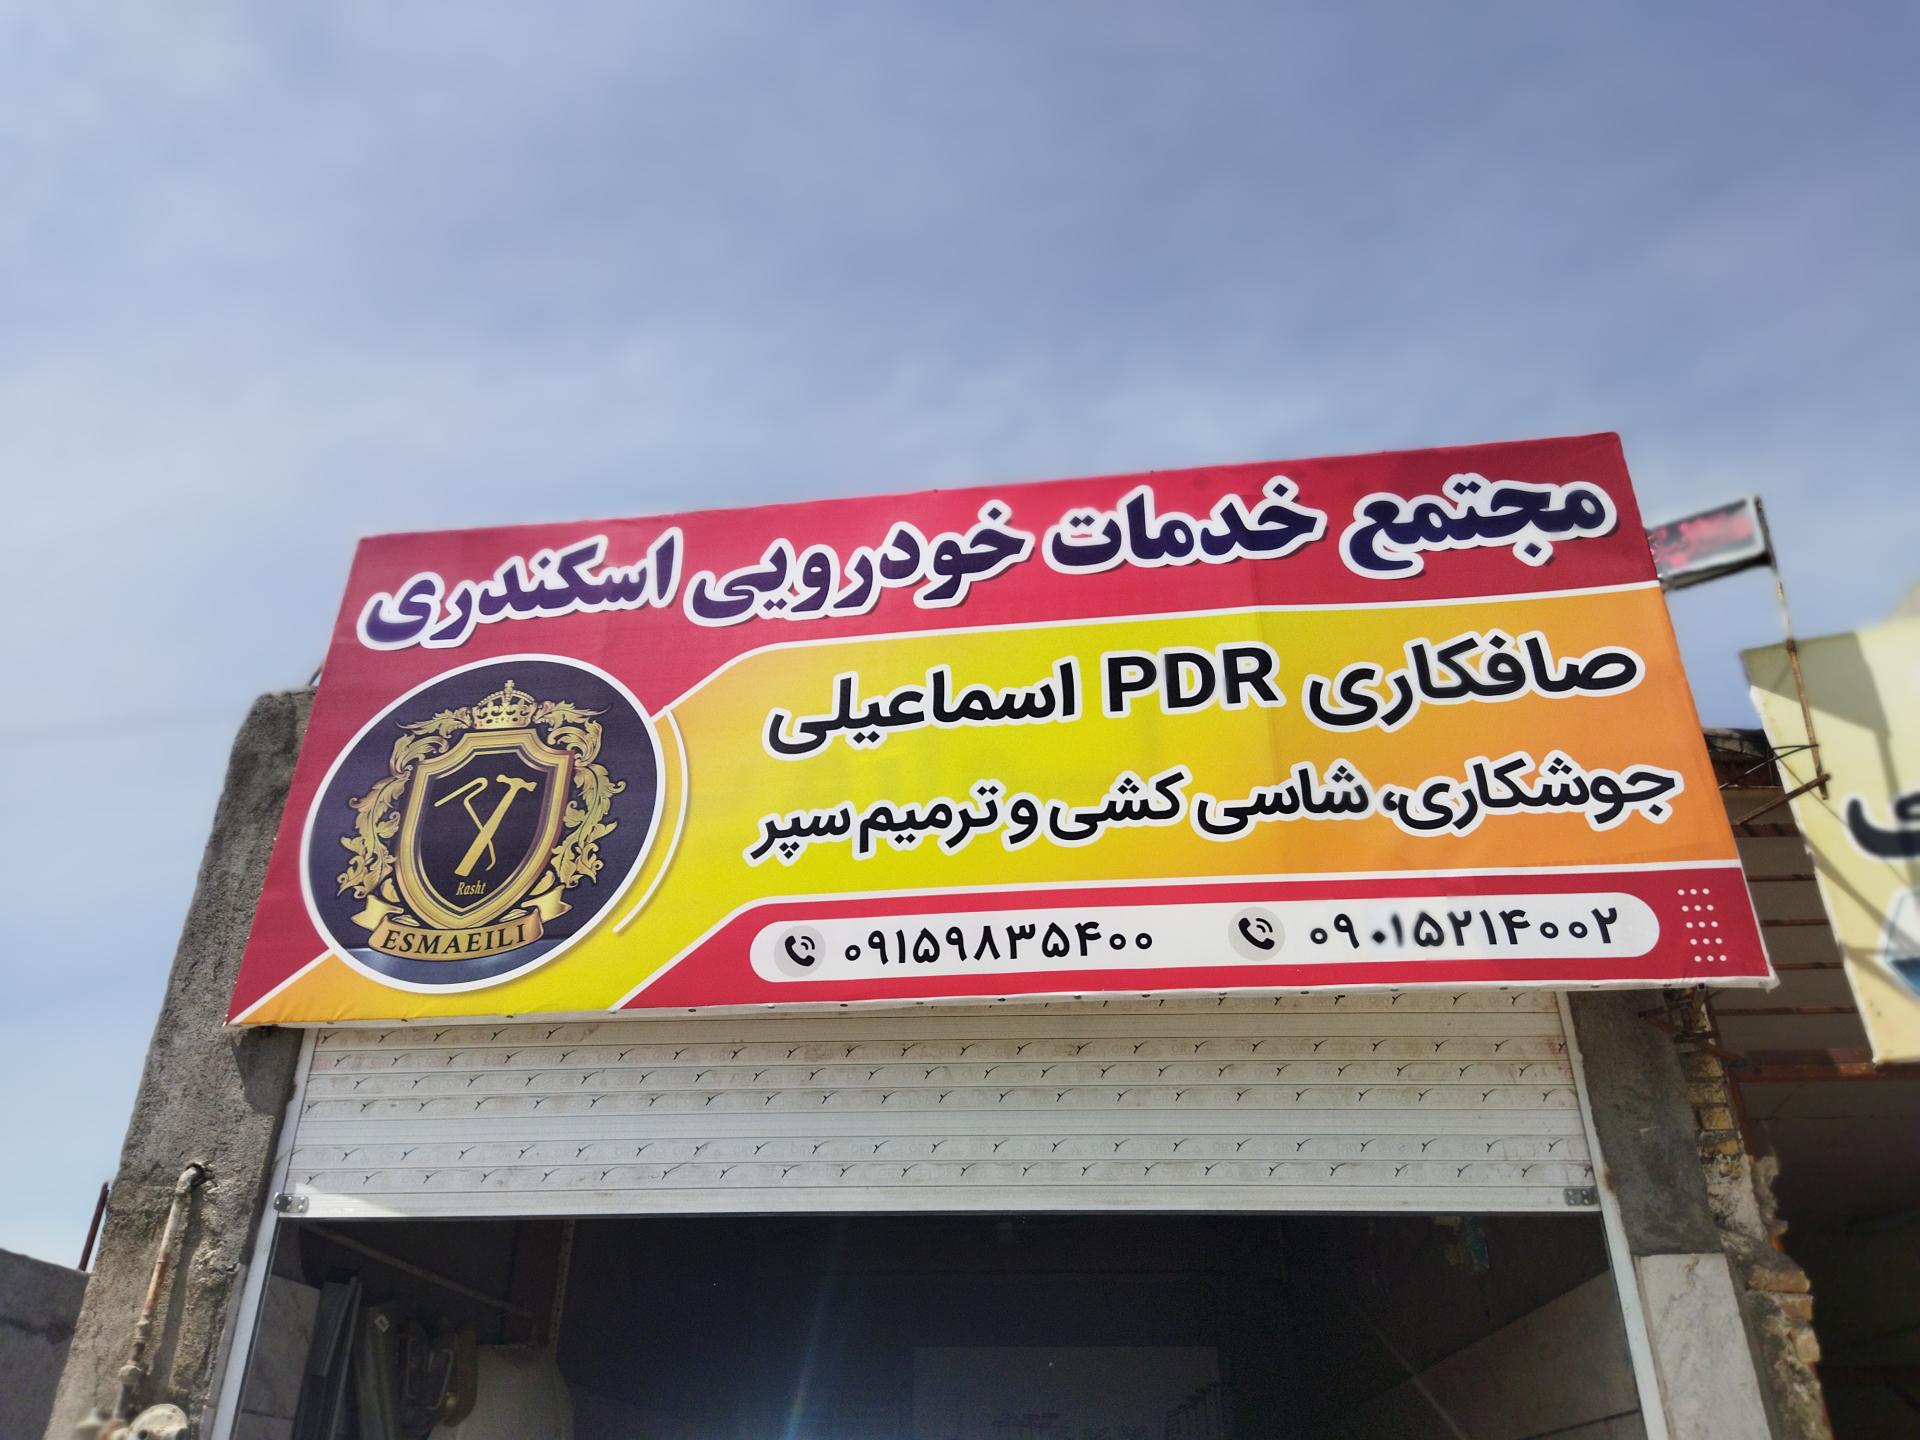 مجتمع خدمات خودرویی اسکندری
صافکاری PDR اسماعیلی
جوشکاری، شاسی کشی و ترمیم سپر
۰۹۰۱۵۲۱۴۰۰۲
۰۹۱۵۹۸۳۵۴۰۰
Rasht
ESMAEILI